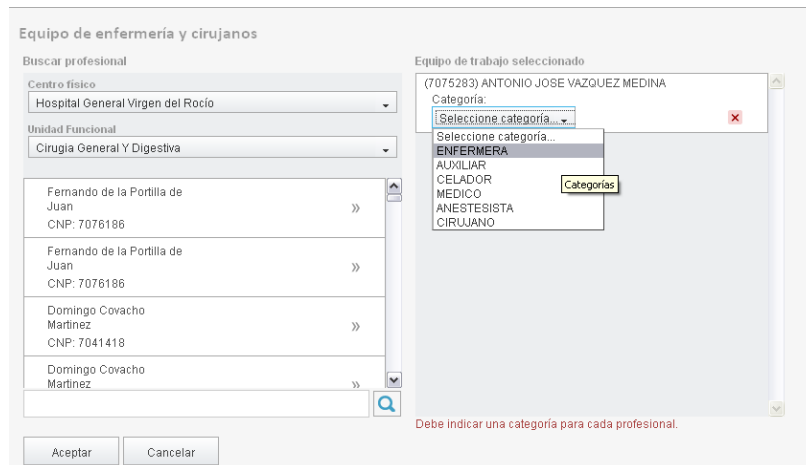 Equipo de enfermería y cirujanos
Buscar profesional
Centro físico
Hospital General Virgen del Rocío
Unidad Funcional
Cirugia General Y Digestiva
Fernando de la Portilla de
Juan
CNP: 7076186
»
Fernando de la Portilla de
Juan
CNP: 7076186
»
Domingo Covacho
Martinez
CNP: 7041418
»
Domingo Covacho
Martinez
»
Aceptar
Cancelar
Equipo de trabajo seleccionado
(7075283) ANTONIO JOSE VAZQUEZ MEDINA
Categoría:
Seleccione categoría...
Seleccione categoría...
ENFERMERA
AUXILIAR
CELADOR
MEDICO
ANESTESISTA
CIRUJANO
Categorías
Debe indicar una categoría para cada profesional.